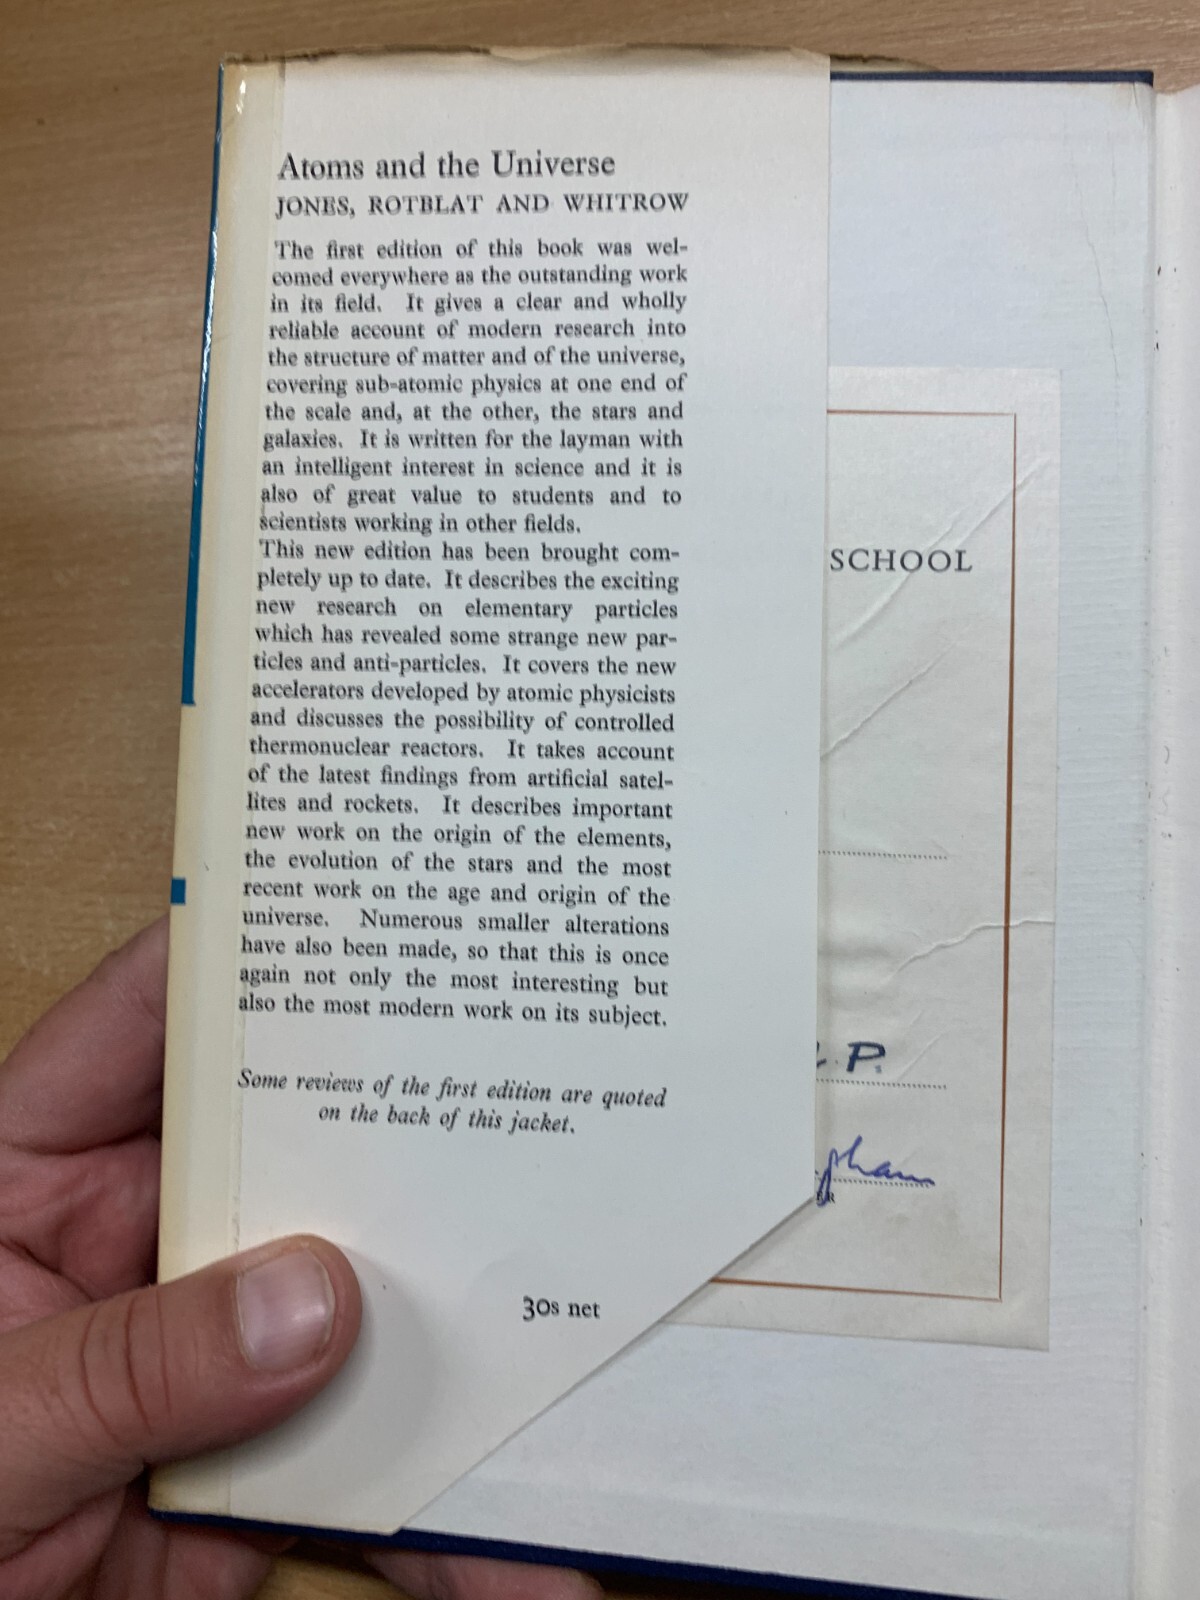 Atoms and the Universe
JONES, ROTBLAT AND WHITROW
The first edition of this book was wel-
comed everywhere as the outstanding work
in its field. It gives a clear and wholly
reliable account of modern research into
the structure of matter and of the universe,
covering sub-atomic physics at one end of
the scale and, at the other, the stars and
galaxies. It is written for the layman with
an intelligent interest in science and it is
also of great value to students and to
scientists working in other fields.
This new edition has been brought com-
pletely up to date. It describes the exciting
new research on elementary particles
which has revealed some strange new par-
ticles and anti-particles. It covers the new
accelerators developed by atomic physicists
and discusses the possibility of controlled
thermonuclear reactors. It takes account
of the latest findings from artificial satel-
lites and rockets. It describes important
new work on the origin of the elements,
the evolution of the stars and the most
recent work on the age and origin of the
universe. Numerous smaller alterations
have also been made, so that this is once
again not only the most interesting but
also the most modern work on its subject.
Some reviews of the first edition are quoted
on the back of this jacket.
30s net
SCHOOL
P.